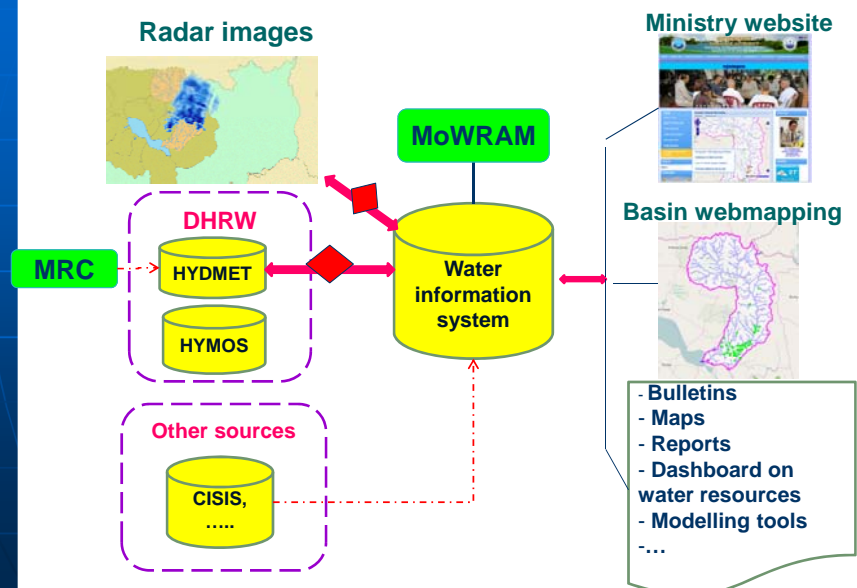 Radar images
Ministry website
MoWRAM
Basin webmapping
DHRW
MRC
HYDMET
HYMOS
Water
information
system
Other sources
CISIS,
.....
- Bulletins
- Maps
- Reports
- Dashboard on
water resources
- Modelling tools
-...